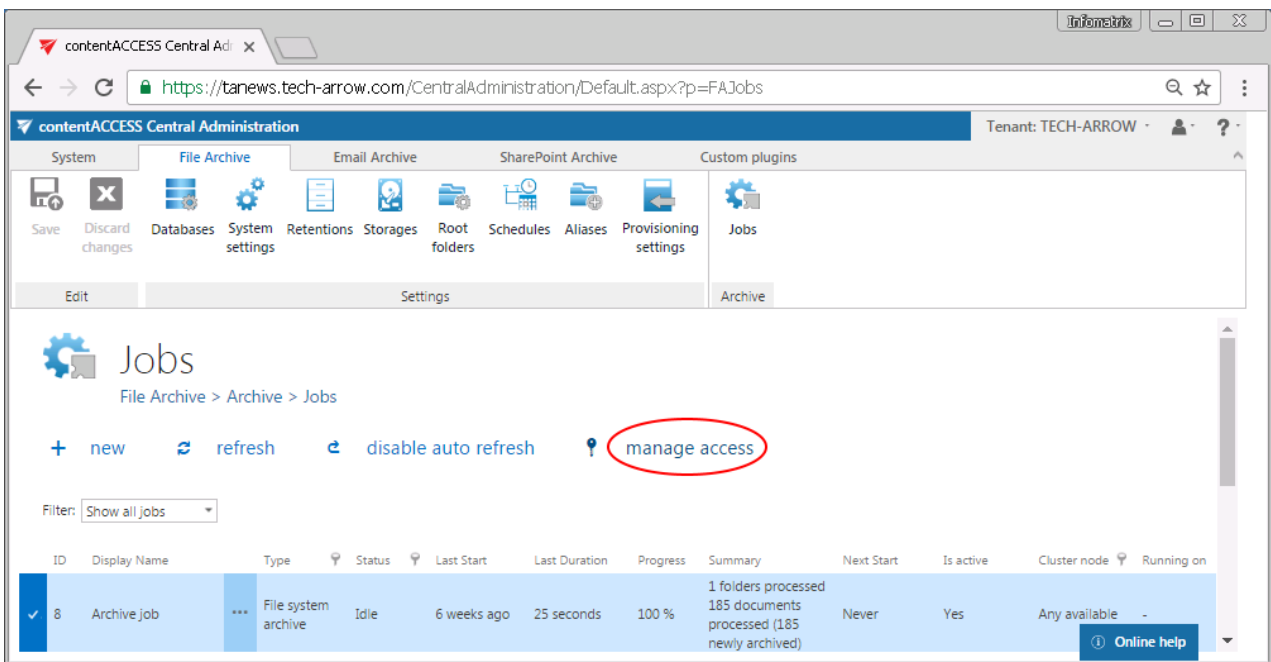 Infomatrix
contentACCESS Central Adr
https://tanews.tech-arrow.com/CentralAdministration/Default.aspx?p=FAJobs
contentACCESS Central Administration
Tenant: TECH-ARROW
?
System
File Archive
Email Archive
SharePoint Archive
Custom plugins
Save
Discard
changes
Databases
System
settings
Retentions
Storages
Root
folders
Schedules
Aliases
Provisioning
settings
Jobs
Edit
Settings
Archive
Jobs
File Archive > Archive > Jobs
+ new
refresh
disable auto refresh
manage access
Filter: Show all jobs
ID Display Name Type Status Last Start Last Duration Progress Summary Next Start Is active Cluster node Running on
8
Archive job
...
File system
archive
Idle
6 weeks ago
25 seconds
100 %
1 folders processed
185 documents
processed (185
newly archived)
Never
Yes
Any available
-
Online help